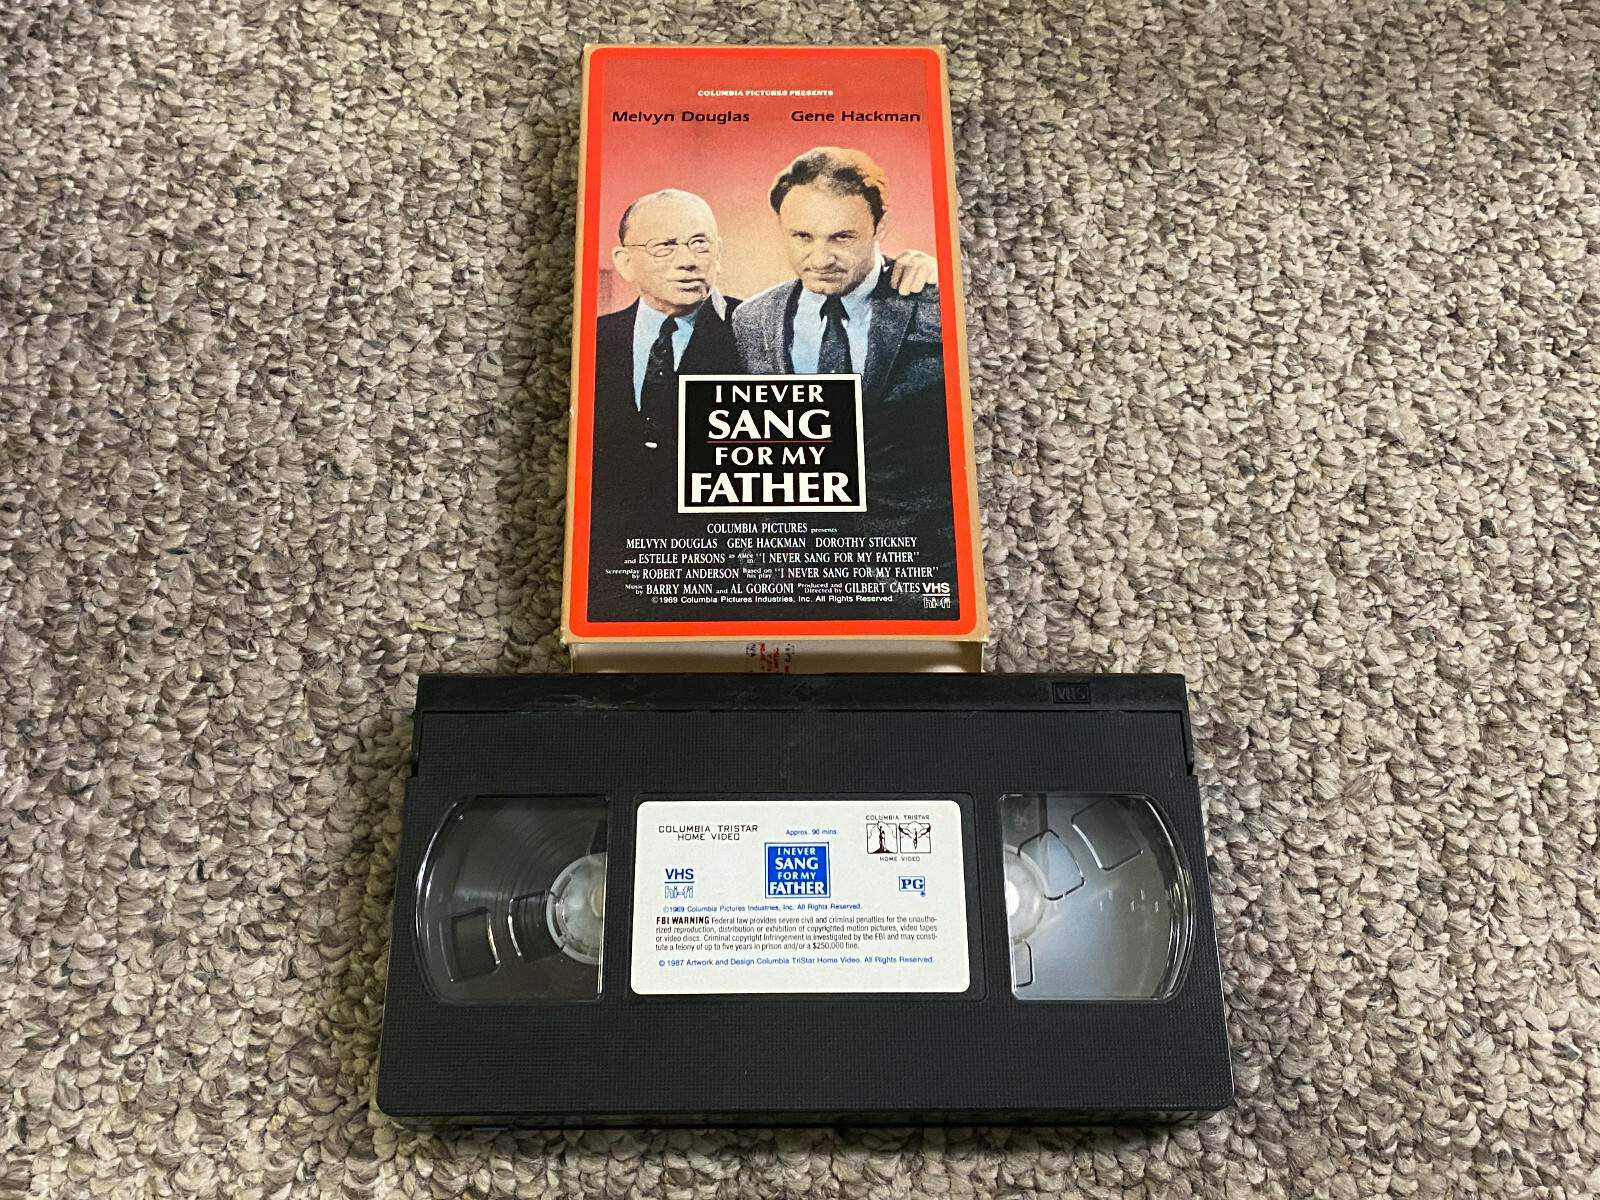 COLUMBIA PICTURES PRESENTS
Melvyn Douglas Gene Hackman
I NEVER
SANG
FOR MY
FATHER
COLUMBIA PICTURES presents
MELVYN DOUGLAS GENE HACKMAN DOROTHY STICKNEY
and ESTELLE PARSONS as Alice in "I NEVER SANG FOR MY FATHER"
Screenplay by ROBERT ANDERSON Based on his play "I NEVER SANG FOR MY FATHER"
Music by BARRY MANN and AL GORGONI Produced and Directed by GILBERT CATES VHS
©1969 Columbia Pictures Industries, Inc. All Rights Reserved. hi-fi
VHS
COLUMBIA TRISTAR
HOME VIDEO
Approx. 90 mins.
COLUMBIA TRISTAR
HOME VIDEO
I NEVER
SANG
FOR MY
FATHER
VHS
hi-fi
PG
©1969 Columbia Pictures Industries, Inc. All Rights Reserved.
FBI WARNING Federal law provides severe civil and criminal penalties for the unautho-
rized reproduction, distribution or exhibition of copyrighted motion pictures, video tapes
or video discs. Criminal copyright infringement is investigated by the FBI and may consti-
tute a felony of up to five years in prison and/or a $250,000 fine.
© 1987 Artwork and Design Columbia TriStar Home Video. All Rights Reserved.